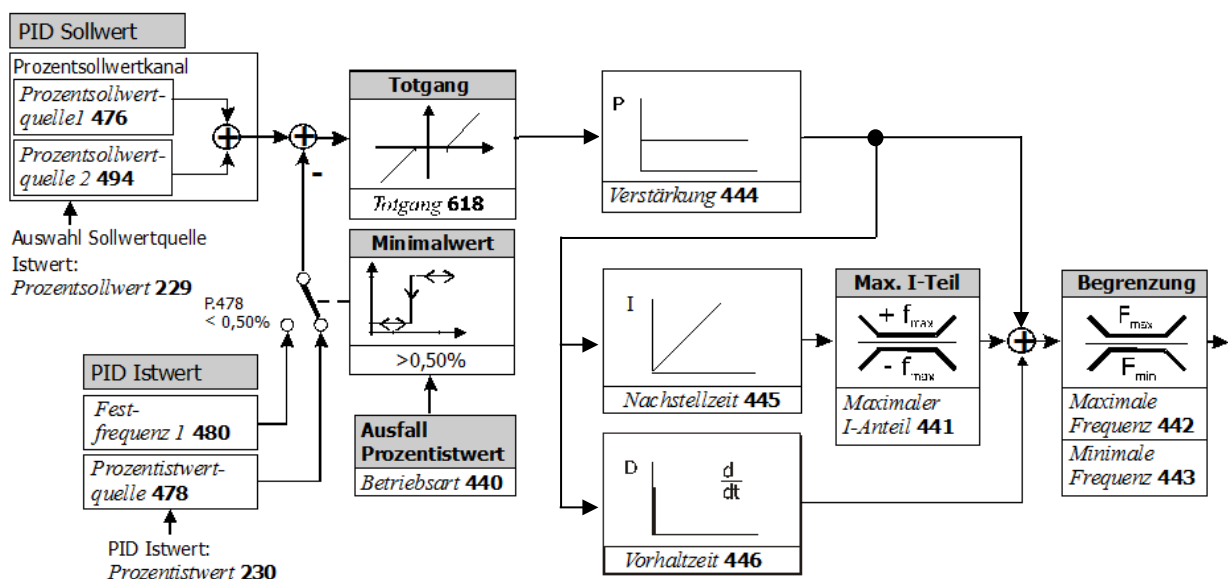 PID Sollwert
Prozentsollwertkanal
Prozentsollwert-
quelle1 476
Prozentsollwert-
quelle 2 494
Auswahl Sollwertquelle
Istwert:
Prozentsollwert 229
-
Totgang
Totgang 618
Minimalwert
>0,50%
P.478
< 0,50%
PID Istwert
Fest-
frequenz 1 480
Prozentistwert-
quelle 478
PID Istwert:
Prozentistwert 230
Ausfall
Prozentistwert
Betriebsart 440
P
Verstärkung 444
I
Nachstellzeit 445
D
d
dt
Vorhaltzeit 446
Max. I-Teil
+ fmax
- fmax
Maximaler
I-Anteil 441
Begrenzung
Fmax
Fmin
Maximale
Frequenz 442
Minimale
Frequenz 443